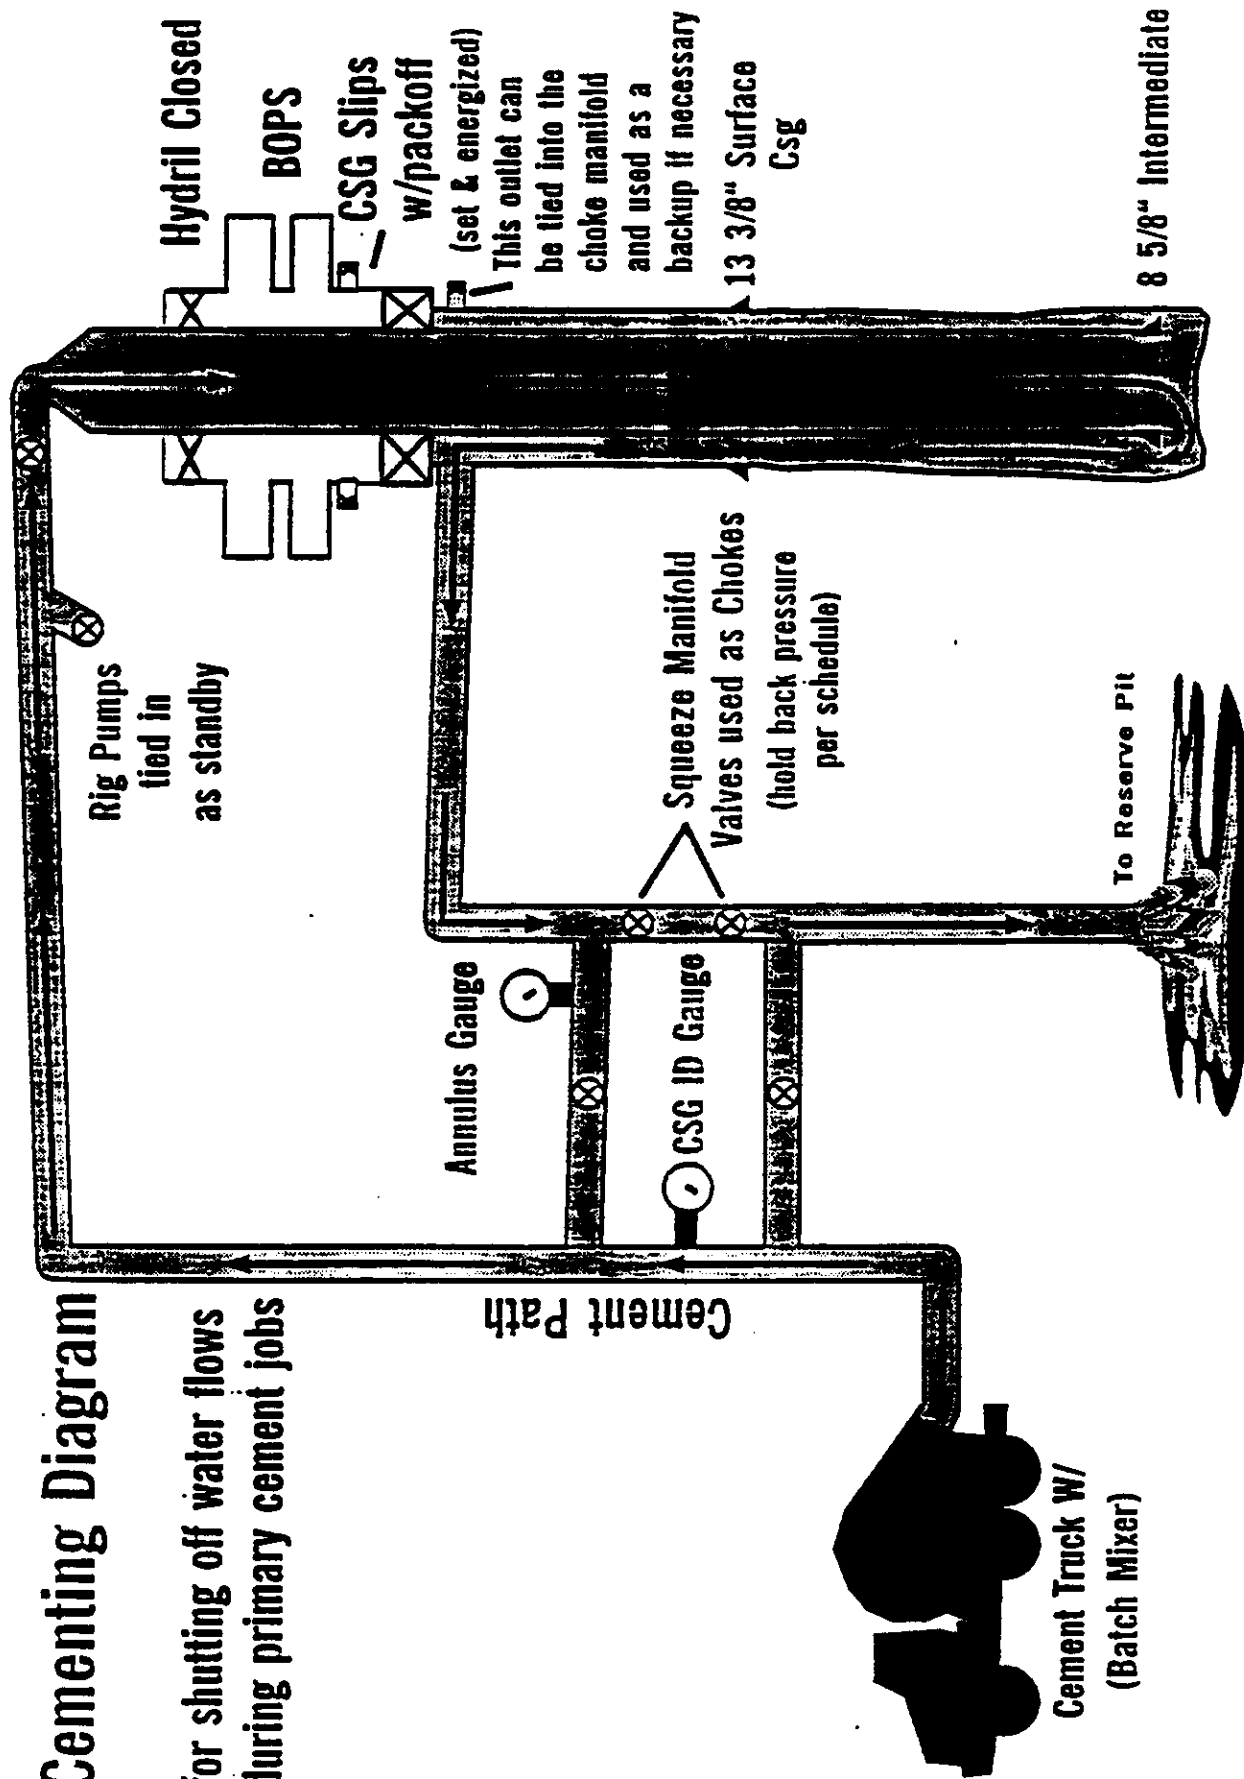 Cementing Diagram
for shutting off water flows
during primary cement jobs
Hydril Closed
BOPS
CSG Slips
w/packoff
(set & energized)
This outlet can
be tied into the
choke manifold
and used as a
backup if necessary
13 3/8" Surface
Csg
8 5/8" Intermediate
Rig Pumps
tied in
as standby
Squeeze Manifold
Valves used as Chokes
(hold back pressure
per schedule)
Annulus Gauge
CSG ID Gauge
Cement Path
To Reserve Pit
Cement Truck W/
(Batch Mixer)